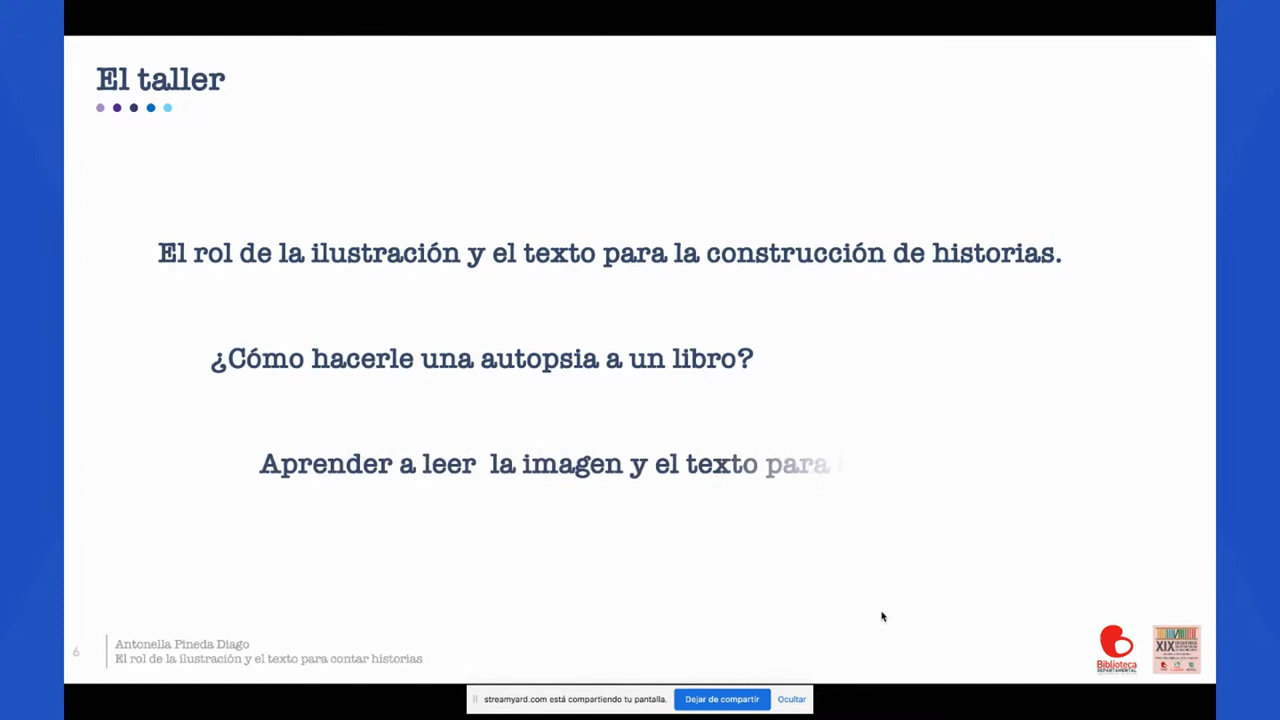 El taller
El rol de la ilustración y el texto para la construcción de historias.
¿Cómo hacerle una autopsia a un libro?
Aprender a leer la imagen y el texto para
6
Antonella Pineda Diago
El rol de la ilustración y el texto para contar historias
Biblioteca
DEPARTAMENTAL
XIX
streamyard.com está compartiendo tu pantalla.
Dejar de compartir
Ocultar